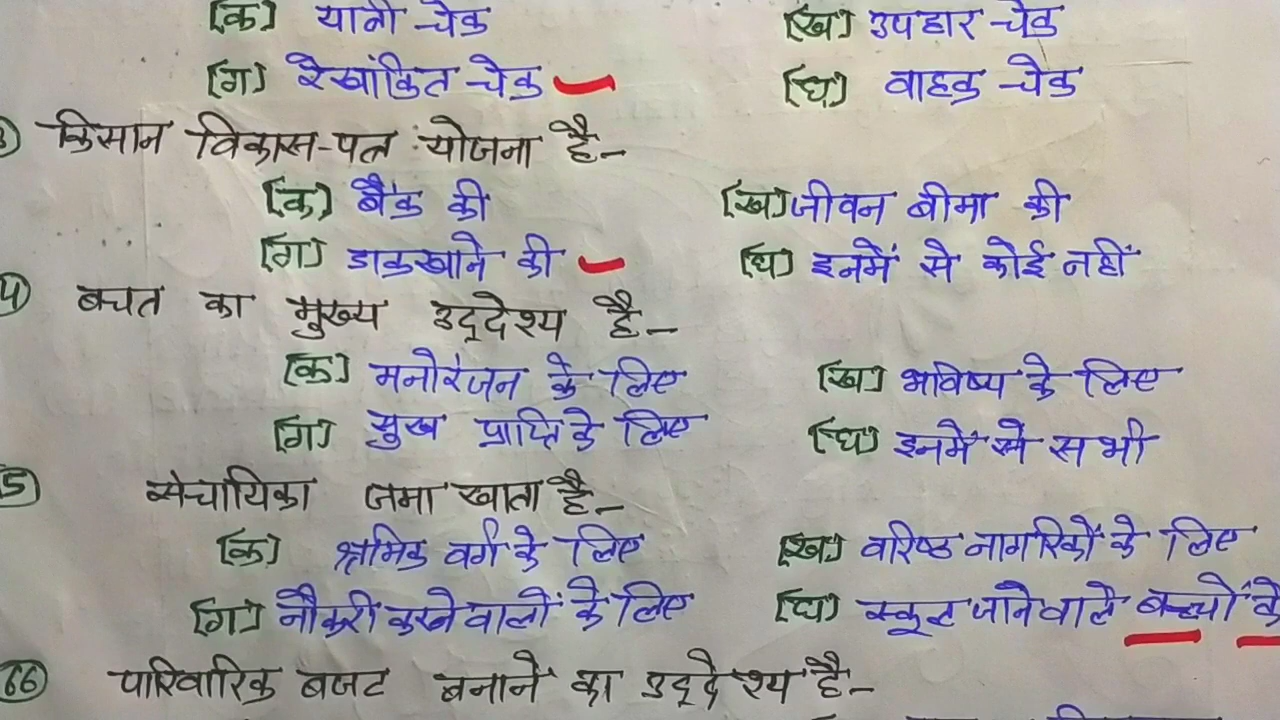 [क] यात्री चेक [ख] उपहार चेक
[ग] रेखांकित चेक [घ] वाहक चेक
किसान विकास-पत्र योजना है-
[क] बैंक की [ख] जीवन बीमा की
[ग] डाकखाने की [घ] इनमें से कोई नहीं
बचत का मुख्य उद्देश्य है-
[क] मनोरंजन के लिए [ख] भविष्य के लिए
[ग] सुख प्राप्ति के लिए [घ] इनमें से सभी
5 संचायिका जमा खाता है-
[क] श्रमिक वर्ग के लिए [ख] वरिष्ठ नागरिकों के लिए
[ग] नौकरी करने वालों के लिए [घ] स्कूल जाने वाले बच्चों के
66 पारिवारिक बजट बनाने का उद्देश्य है-